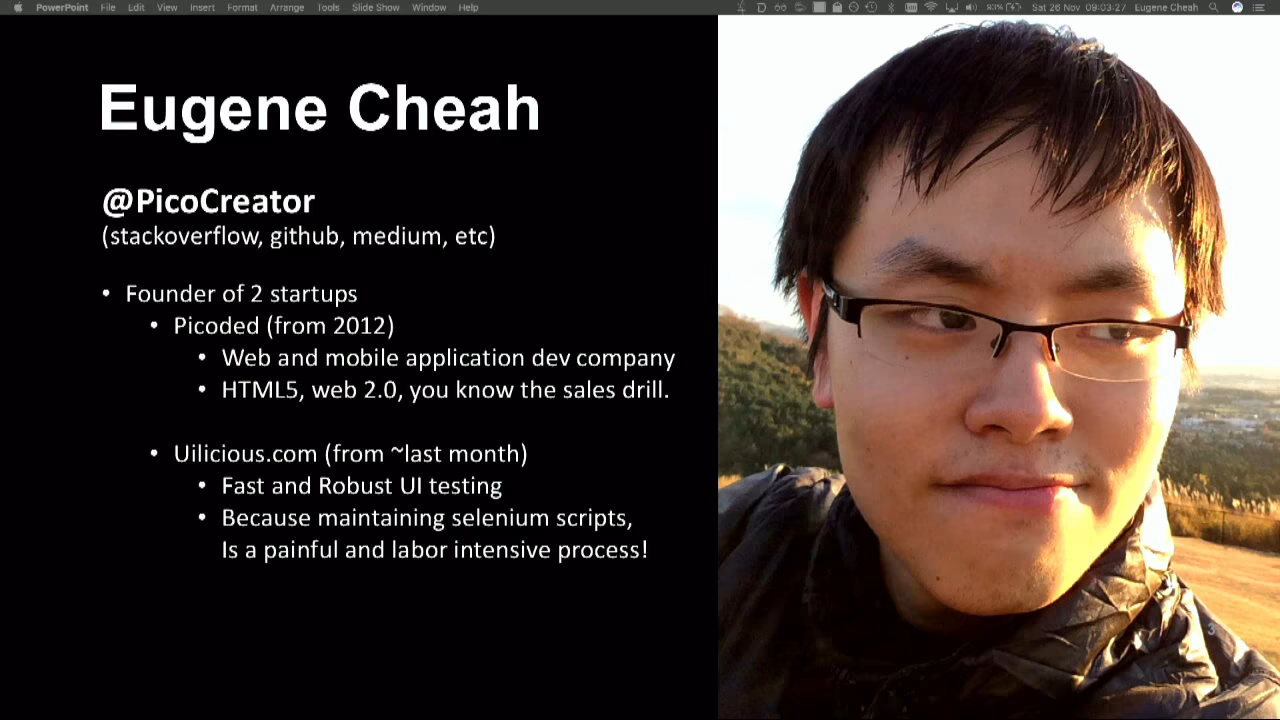 PowerPoint File Edit View Insert Format Arrange Tools Slide Show Window Help 93% Sat 26 Nov 09:03:27 Eugene Cheah
Eugene Cheah
@PicoCreator
(stackoverflow, github, medium, etc)
• Founder of 2 startups
• Picoded (from 2012)
• Web and mobile application dev company
• HTML5, web 2.0, you know the sales drill.
• Uilicious.com (from ~last month)
• Fast and Robust UI testing
• Because maintaining selenium scripts,
Is a painful and labor intensive process!
3